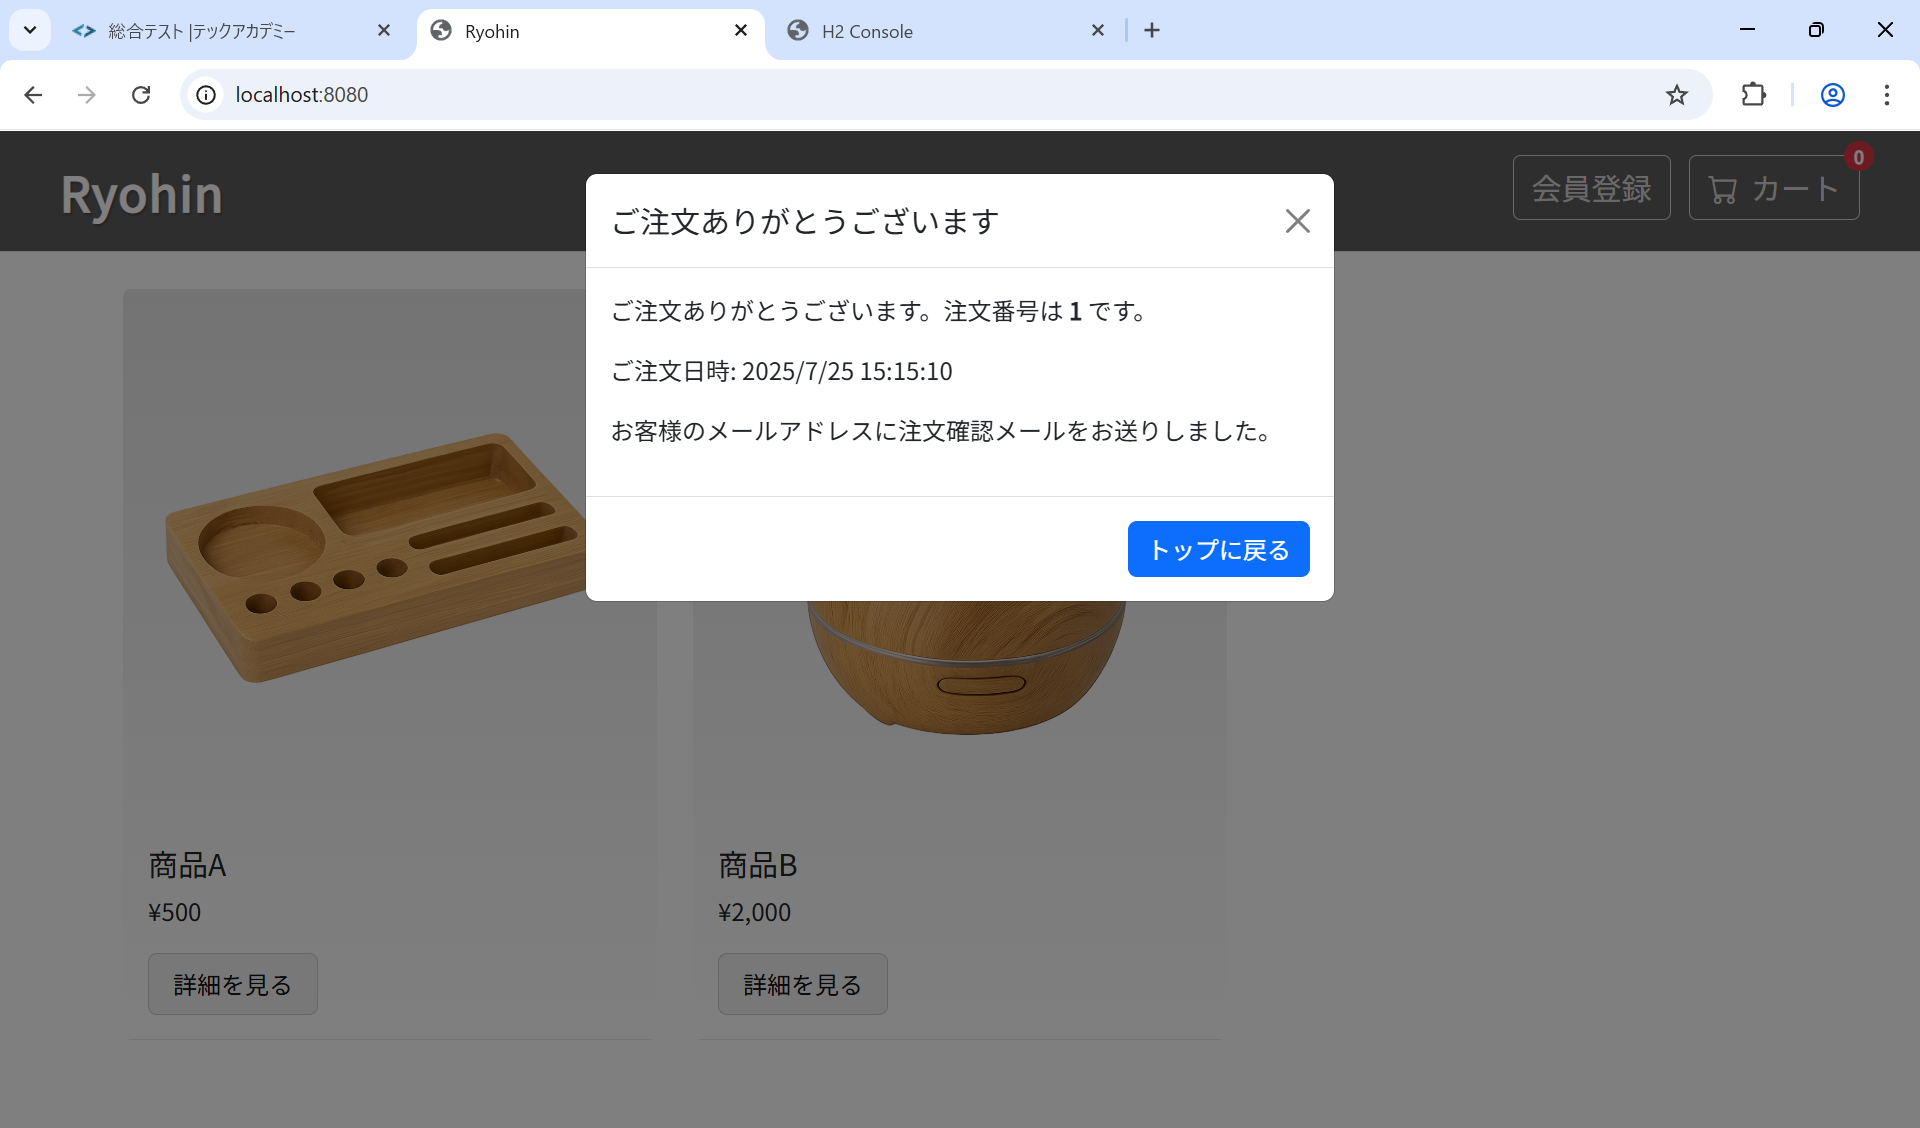 総合テスト |テックアカデミー
Ryohin
H2 Console
localhost:8080
Ryohin
会員登録
カート
0
ご注文ありがとうございます
ご注文ありがとうございます。注文番号は 1 です。
ご注文日時: 2025/7/25 15:15:10
お客様のメールアドレスに注文確認メールをお送りしました。
トップに戻る
商品A
¥500
詳細を見る
商品B
¥2,000
詳細を見る